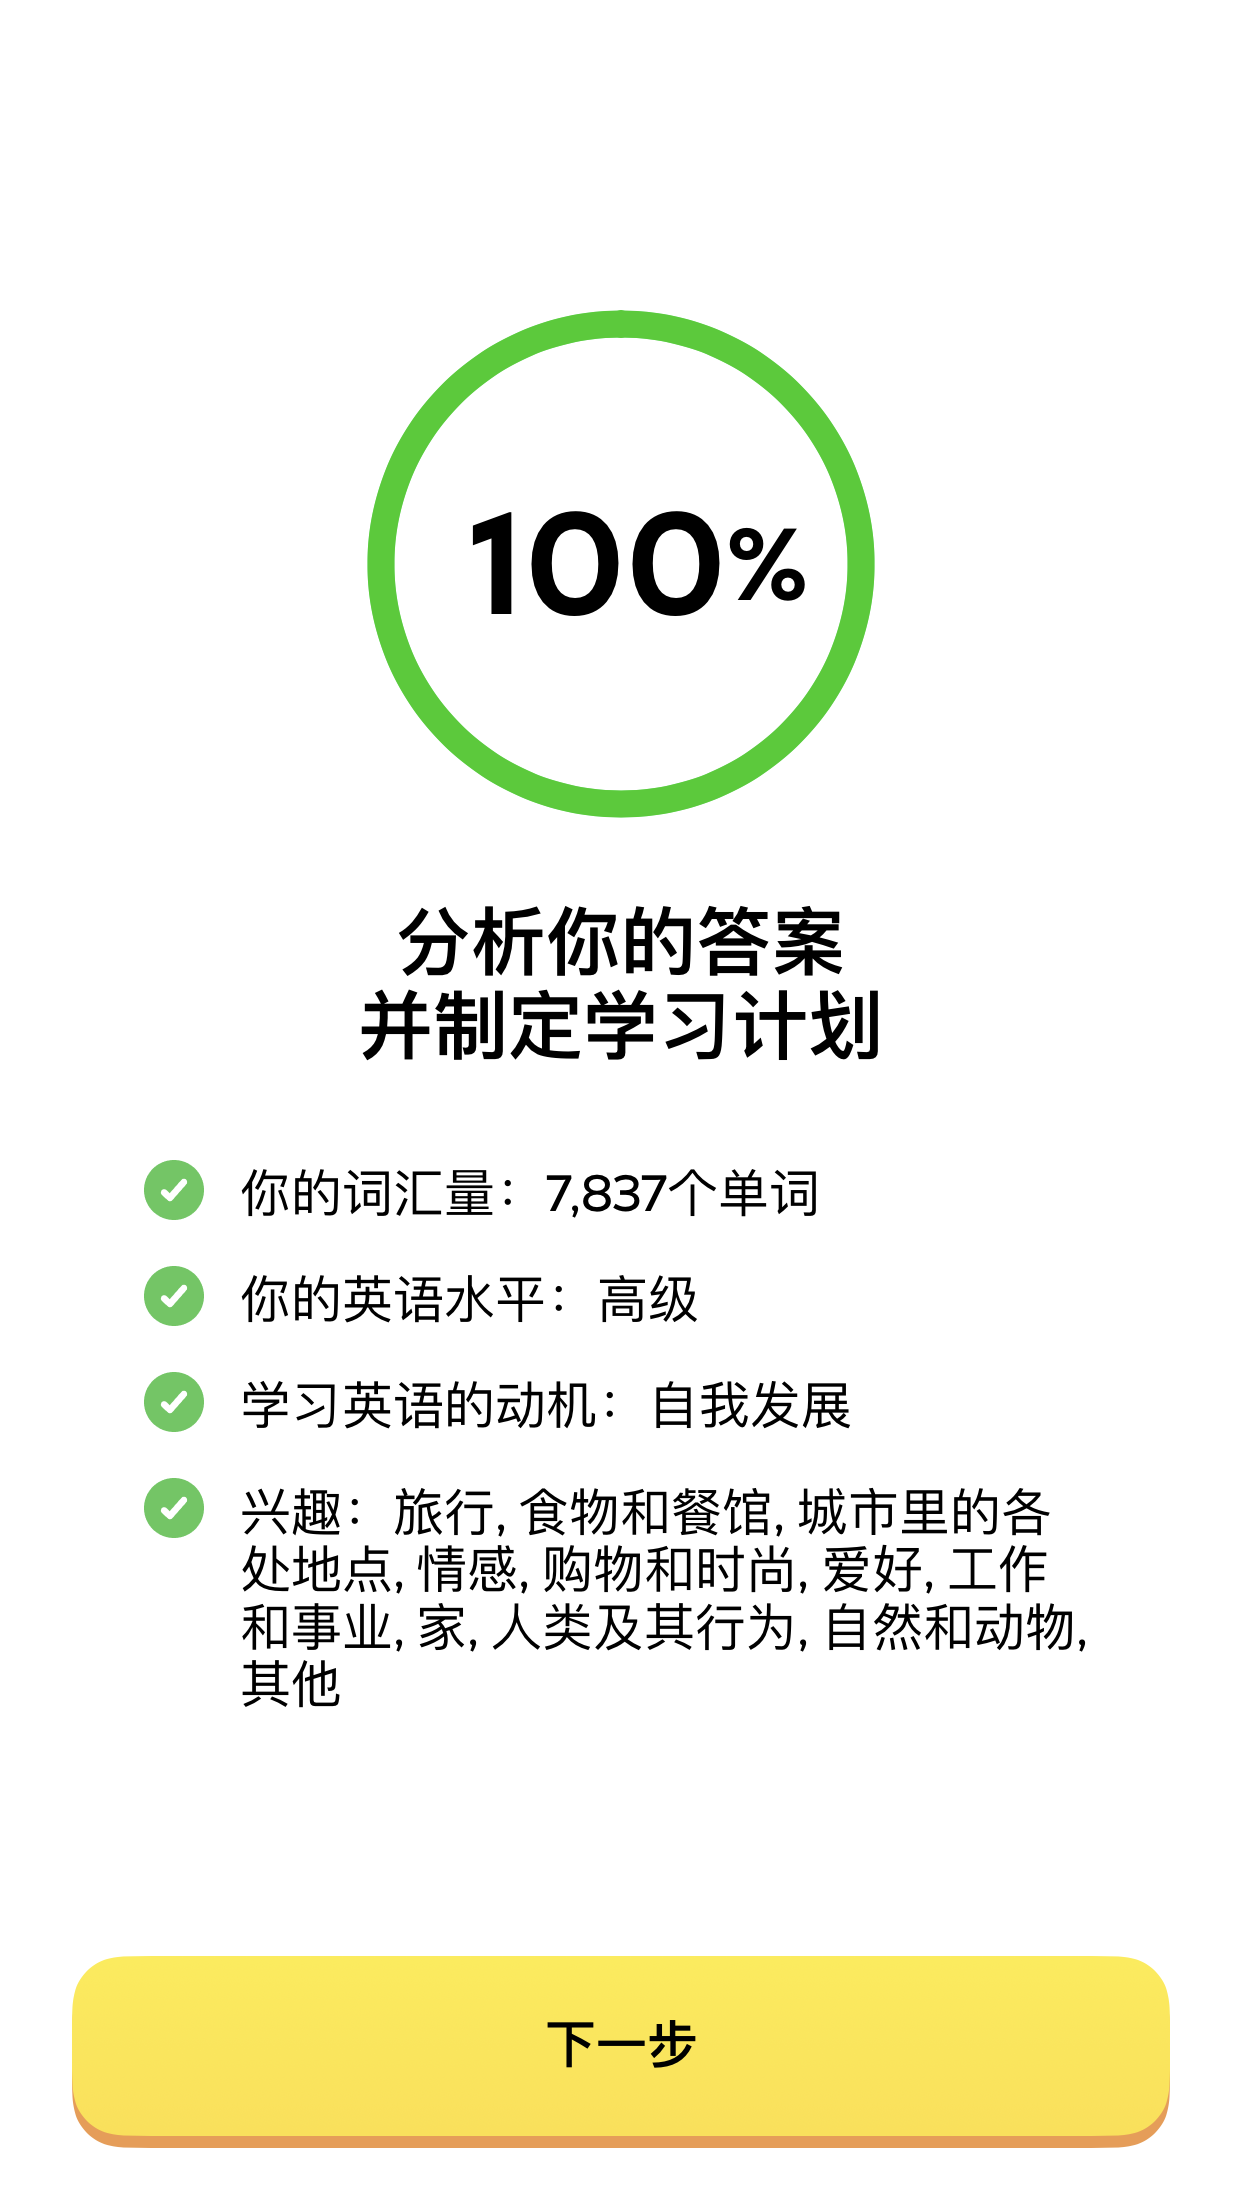 100%
分析你的答案
并制定学习计划
你的词汇量：7,837个单词
你的英语水平：高级
学习英语的动机：自我发展
兴趣：旅行, 食物和餐馆, 城市里的各
处地点, 情感, 购物和时尚, 爱好, 工作
和事业, 家, 人类及其行为, 自然和动物,
其他
下一步